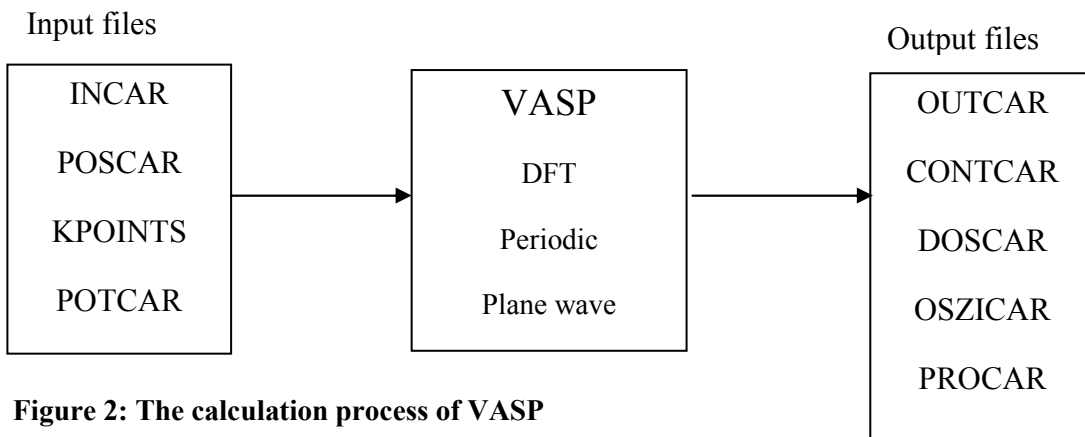 Input files
INCAR
POSCAR
KPOINTS
POTCAR
VASP
DFT
Periodic
Plane wave
Output files
OUTCAR
CONTCAR
DOSCAR
OSZICAR
PROCAR
Figure 2: The calculation process of VASP